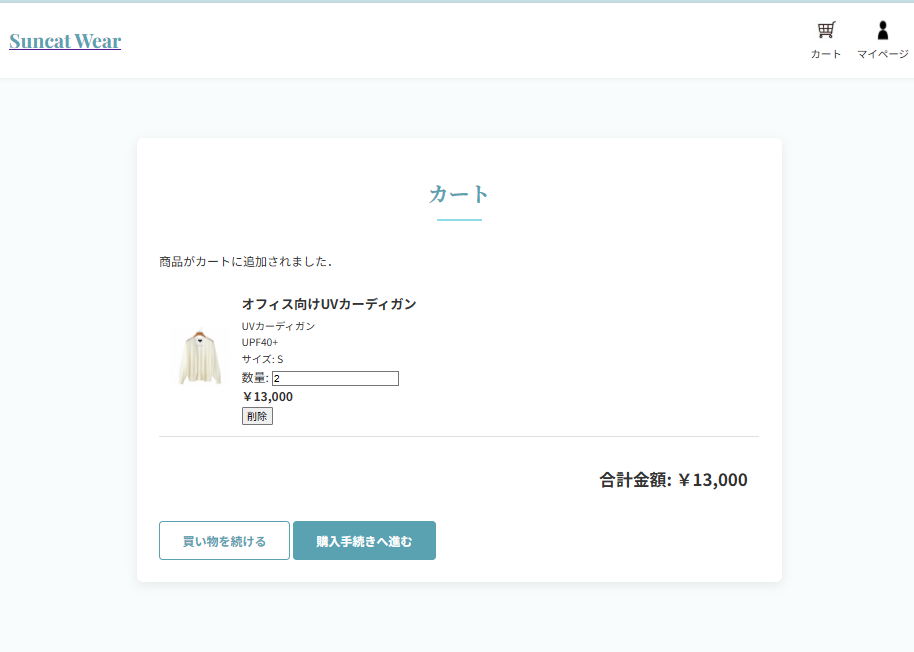 Suncat Wear
カート
マイページ
カート
商品がカートに追加されました．
オフィス向けUVカーディガン
UVカーディガン
UPF40+
サイズ: S
数量: 2
￥13,000
削除
合計金額: ￥13,000
買い物を続ける
購入手続きへ進む